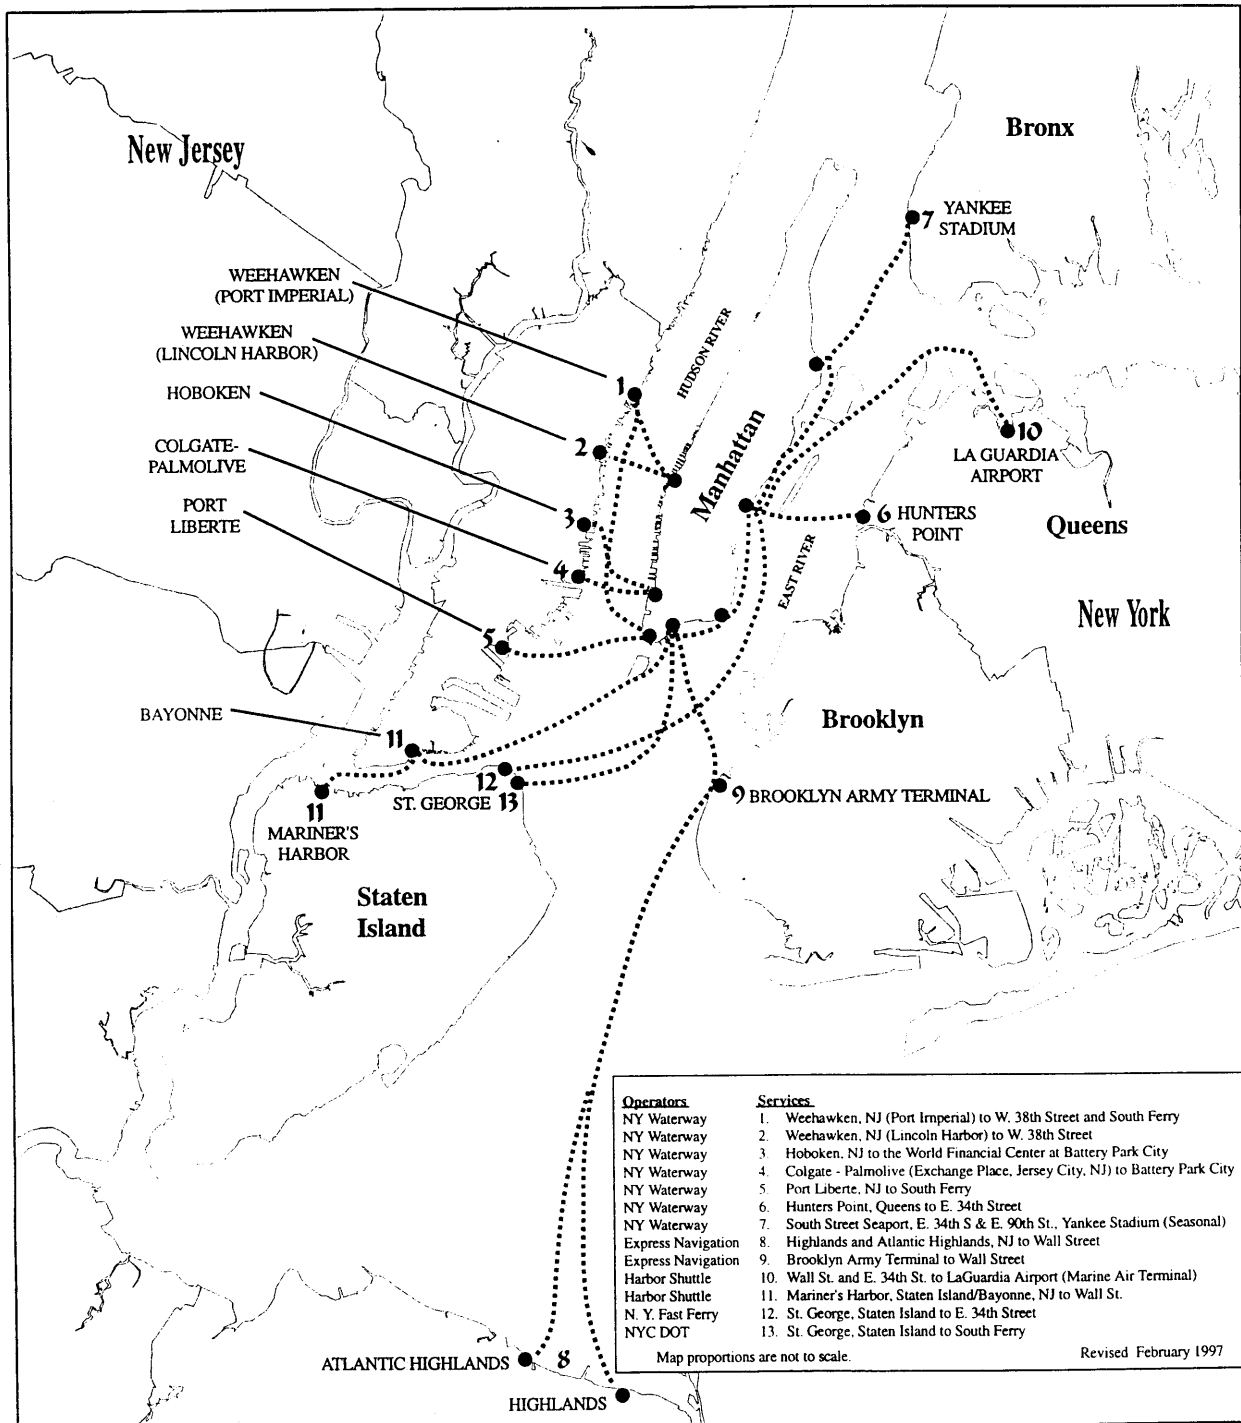 New Jersey
Bronx
7 YANKEE
STADIUM
WEEHAWKEN
(PORT IMPERIAL)
WEEHAWKEN
(LINCOLN HARBOR)
HOBOKEN
COLGATE-
PALMOLIVE
PORT
LIBERTE
HUDSON RIVER
Manhattan
1
2
3
4
5
10
LA GUARDIA
AIRPORT
6 HUNTERS
POINT
Queens
EAST RIVER
New York
BAYONNE
11
Brooklyn
12
ST. GEORGE 13
11
MARINER'S
HARBOR
9 BROOKLYN ARMY TERMINAL
Staten
Island
Operators Services
NY Waterway 1. Weehawken, NJ (Port Imperial) to W. 38th Street and South Ferry
NY Waterway 2. Weehawken, NJ (Lincoln Harbor) to W. 38th Street
NY Waterway 3. Hoboken, NJ to the World Financial Center at Battery Park City
NY Waterway 4. Colgate - Palmolive (Exchange Place, Jersey City, NJ) to Battery Park City
NY Waterway 5. Port Liberte, NJ to South Ferry
NY Waterway 6. Hunters Point, Queens to E. 34th Street
NY Waterway 7. South Street Seaport, E. 34th S & E. 90th St., Yankee Stadium (Seasonal)
Express Navigation 8. Highlands and Atlantic Highlands, NJ to Wall Street
Express Navigation 9. Brooklyn Army Terminal to Wall Street
Harbor Shuttle 10. Wall St. and E. 34th St. to LaGuardia Airport (Marine Air Terminal)
Harbor Shuttle 11. Mariner's Harbor, Staten Island/Bayonne, NJ to Wall St.
N. Y. Fast Ferry 12. St. George, Staten Island to E. 34th Street
NYC DOT 13. St. George, Staten Island to South Ferry
Map proportions are not to scale. Revised February 1997
ATLANTIC HIGHLANDS 8
HIGHLANDS